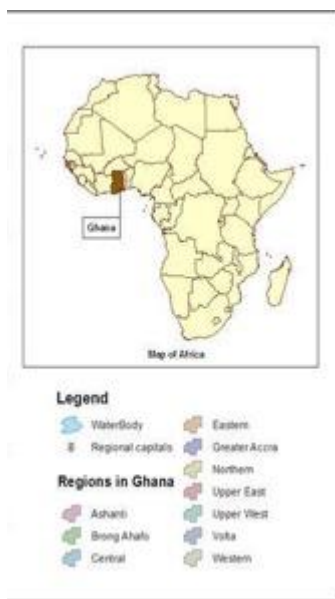 Ghana
Map of Africa
Legend
WaterBody
Regional capitals
Regions in Ghana
Ashanti
Brong Ahafo
Central
Eastern
Greater Accra
Northern
Upper East
Upper West
Volta
Western